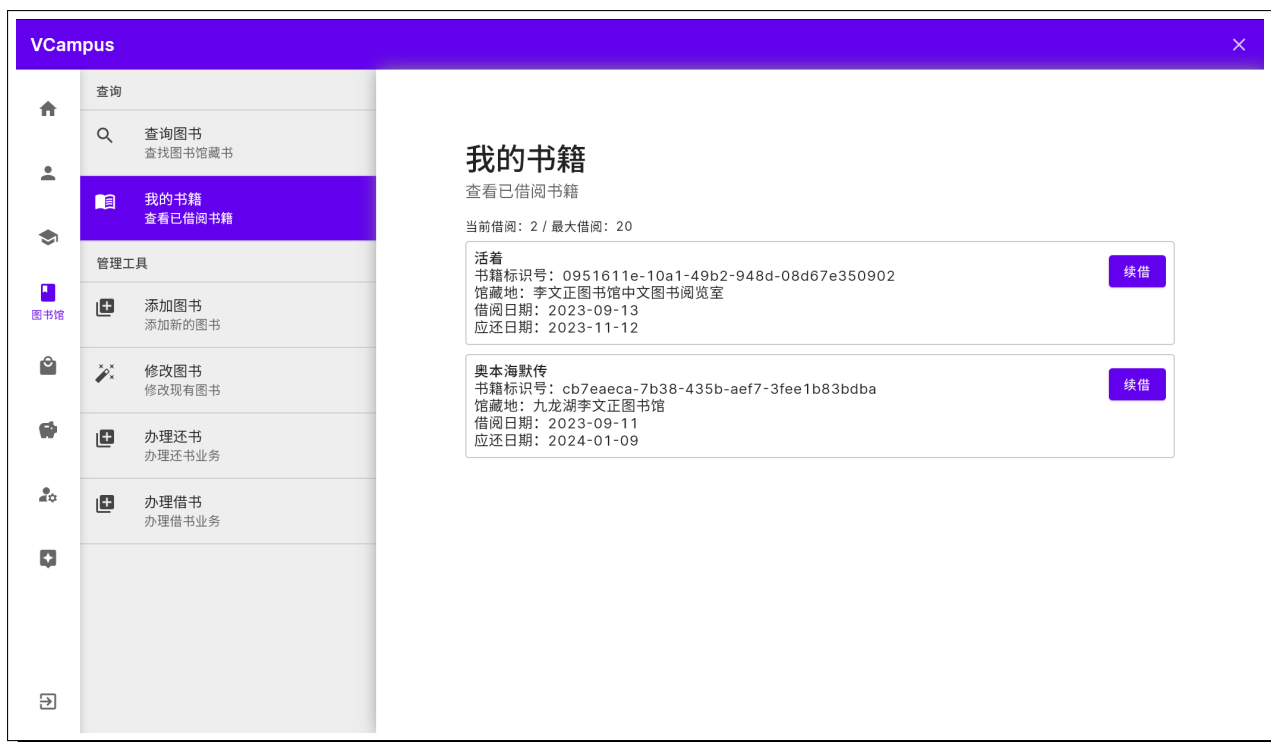 VCampus
查询
查询图书
查找图书馆藏书
我的书籍
查看已借阅书籍
管理工具
图书馆
添加图书
添加新的图书
修改图书
修改现有图书
办理还书
办理还书业务
办理借书
办理借书业务
我的书籍
查看已借阅书籍
当前借阅：2 / 最大借阅：20
活着
书籍标识号：0951611e-10a1-49b2-948d-08d67e350902
馆藏地：李文正图书馆中文图书阅览室
借阅日期：2023-09-13
应还日期：2023-11-12
续借
奥本海默传
书籍标识号：cb7eaeca-7b38-435b-aef7-3fee1b83bdba
馆藏地：九龙湖李文正图书馆
借阅日期：2023-09-11
应还日期：2024-01-09
续借